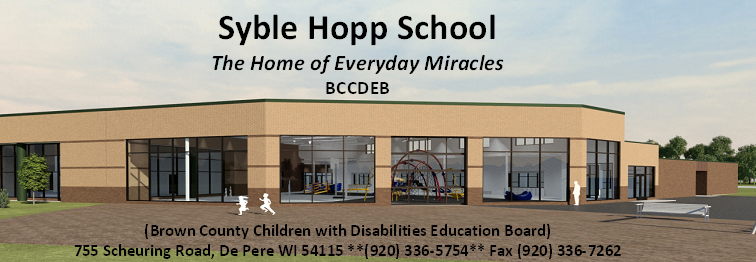 Syble Hopp School
The Home of Everyday Miracles
BCCDEB
(Brown County Children with Disabilities Education Board)
755 Scheuring Road, De Pere WI 54115 **(920) 336-5754** Fax (920) 336-7262